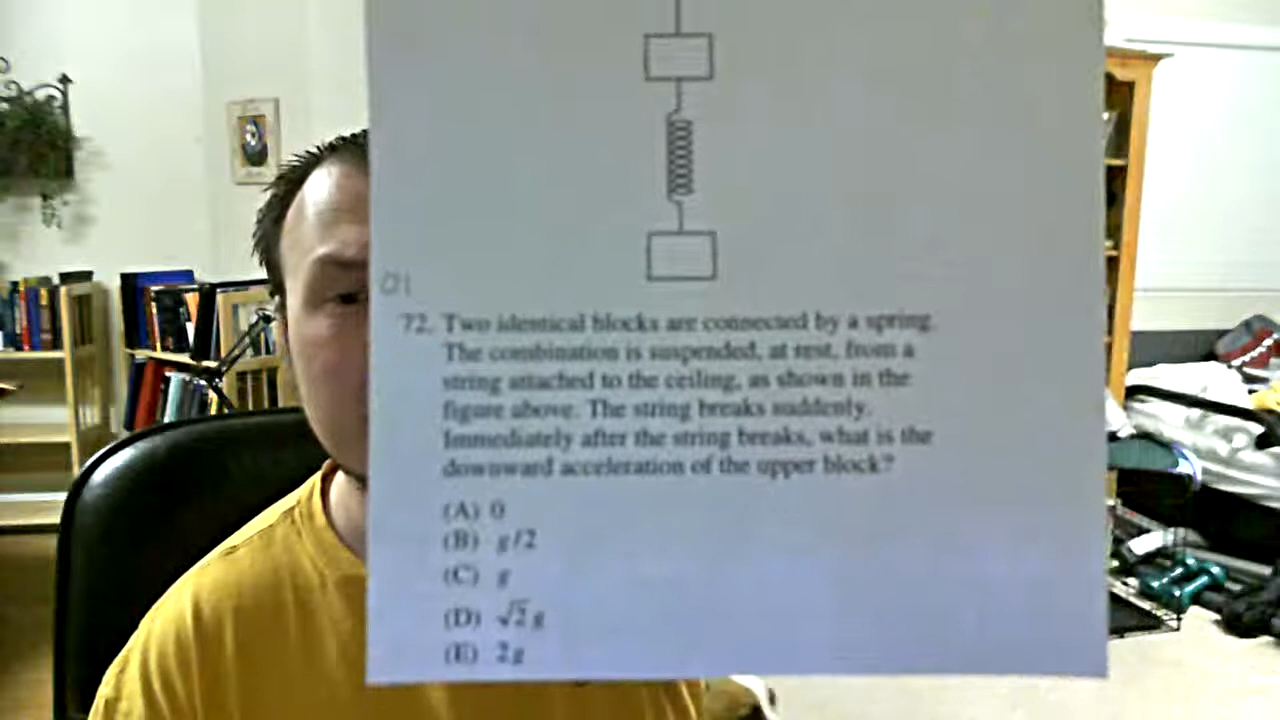 01
72. Two identical blocks are connected by a spring.
The combination is suspended, at rest, from a
string attached to the ceiling, as shown in the
figure above. The string breaks suddenly.
Immediately after the string breaks, what is the
downward acceleration of the upper block?
(A) 0
(B) g/2
(C) g
(D) √2 g
(E) 2g